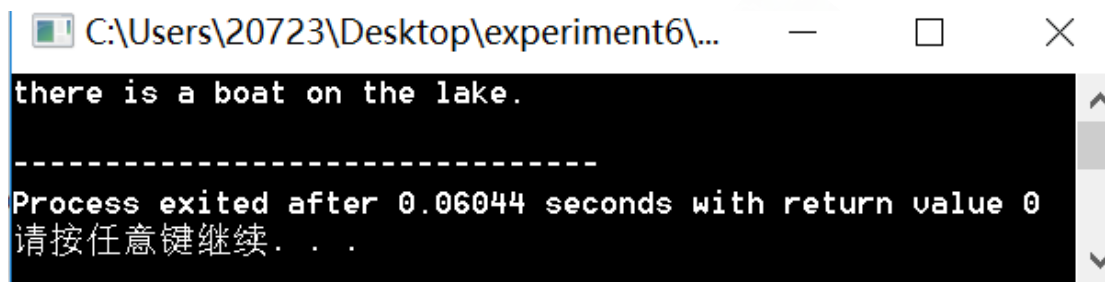 C:\Users\20723\Desktop\experiment6\...
there is a boat on the lake.
--------------------------------
Process exited after 0.06044 seconds with return value 0
请按任意键继续. . .